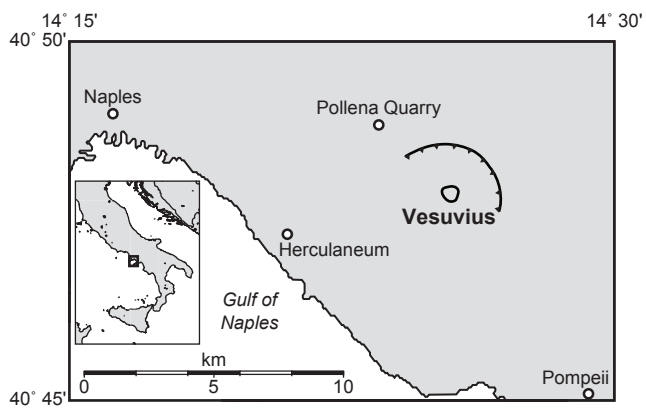 14˚ 15'
14˚ 30'
40˚ 50'
Naples
Pollena Quarry
Vesuvius
Herculaneum
Gulf of
Naples
km
0
5
10
Pompeii
40˚ 45'